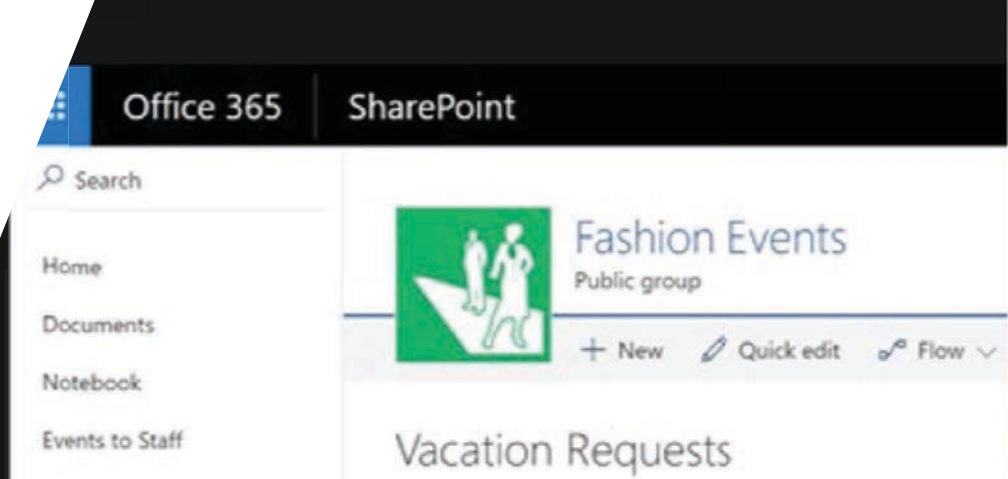 Office 365 SharePoint
Search
Home
Documents
Notebook
Events to Staff
Fashion Events
Public group
New Quick edit Flow
Vacation Requests